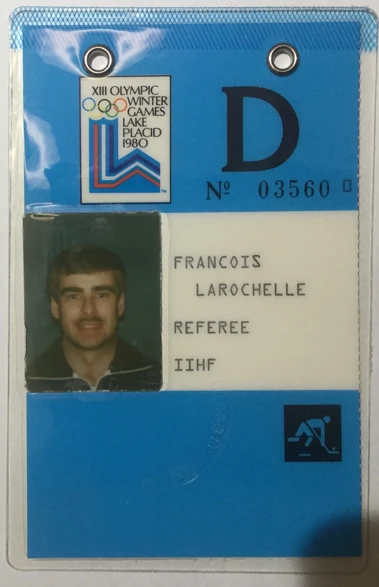 XIII OLYMPIC
WINTER
GAMES
LAKE
PLACID
1980
D
Nº 03560
FRANCOIS
LAROCHELLE
REFEREE
IIHF